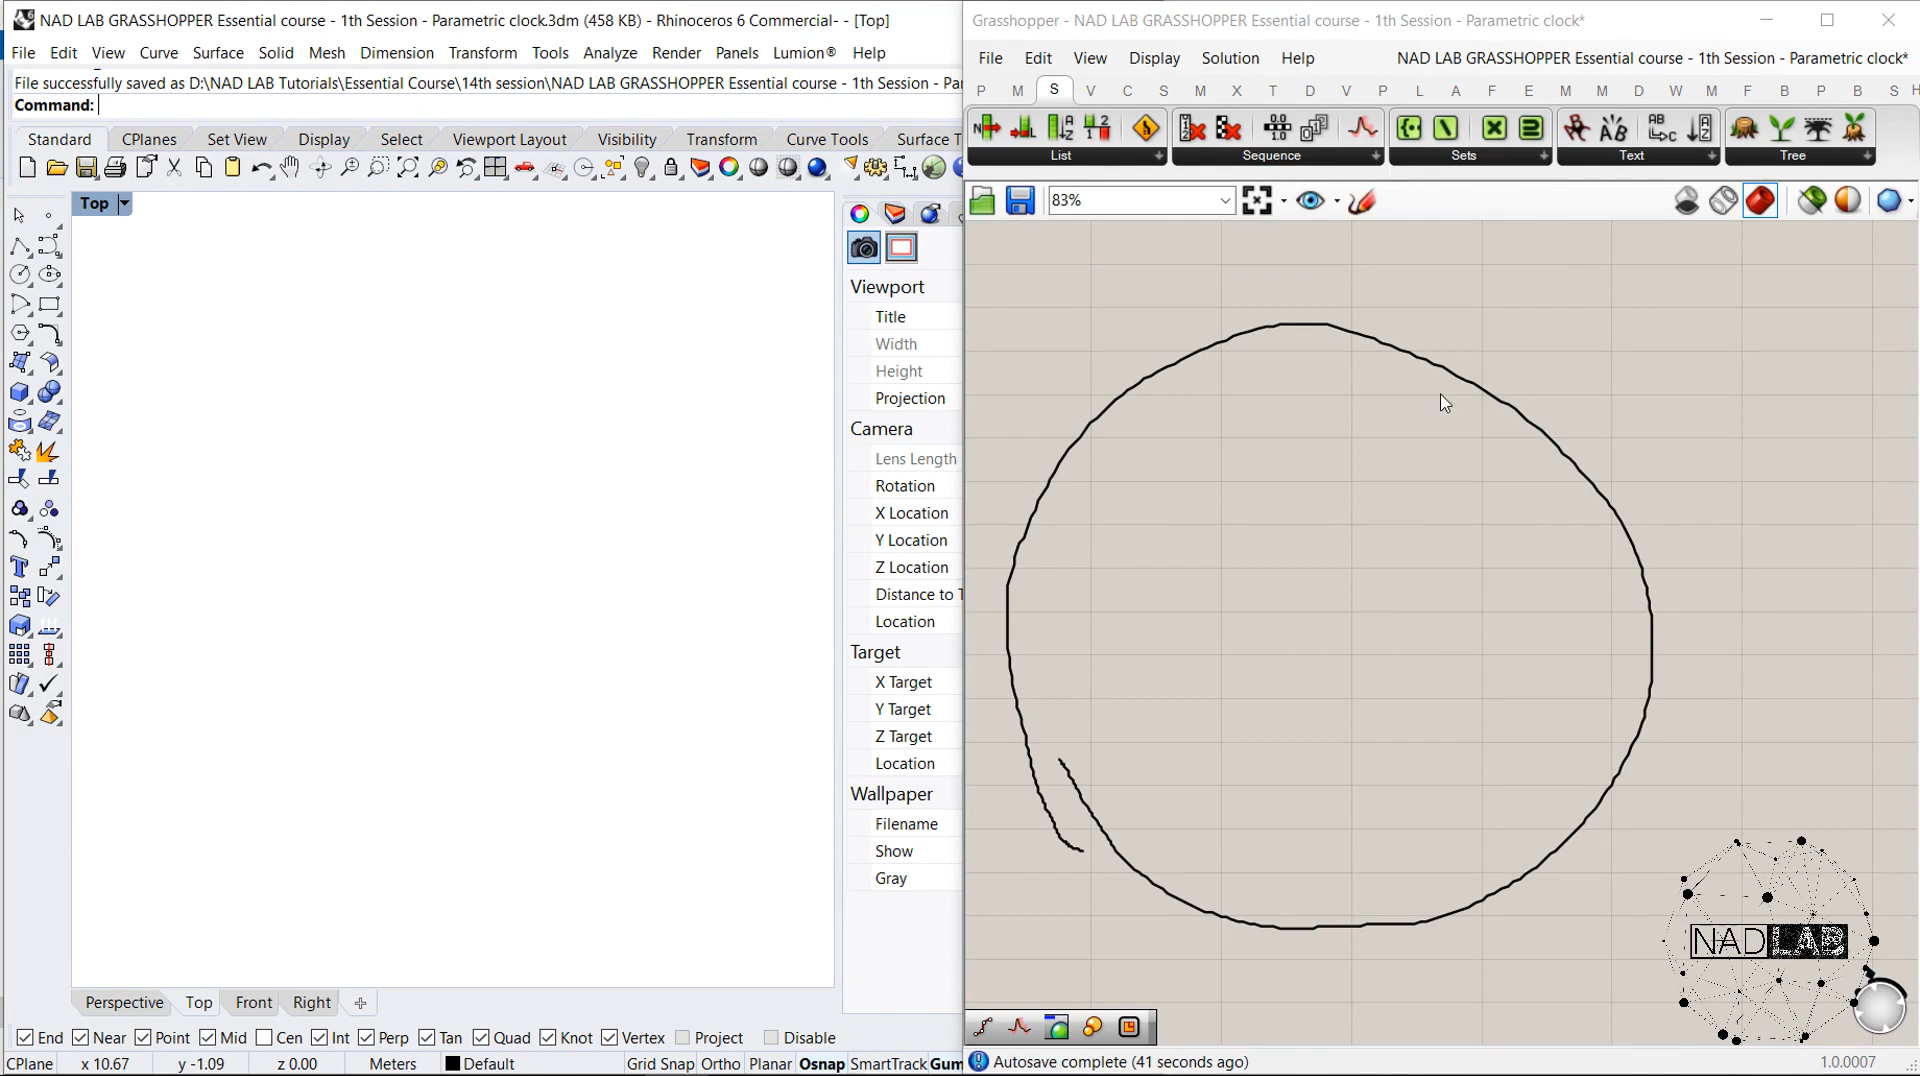 NAD LAB GRASSHOPPER Essential course - 1th Session - Parametric clock.3dm (458 KB) - Rhinoceros 6 Commercial- - [Top]
File Edit View Curve Surface Solid Mesh Dimension Transform Tools Analyze Render Panels Lumion® Help
File successfully saved as D:\NAD LAB Tutorials\Essential Course\14th session\NAD LAB GRASSHOPPER Essential course - 1th Session - Par
Command:
Standard CPlanes Set View Display Select Viewport Layout Visibility Transform Curve Tools Surface T
Top
Viewport
Title
Width
Height
Projection
Camera
Lens Length
Rotation
X Location
Y Location
Z Location
Distance to T
Location
Target
X Target
Y Target
Z Target
Location
Wallpaper
Filename
Show
Gray
Perspective Top Front Right
End Near Point Mid Cen Int Perp Tan Quad Knot Vertex Project Disable
CPlane x 10.67 y -1.09 z 0.00 Meters Default Grid Snap Ortho Planar Osnap SmartTrack Gum
Grasshopper - NAD LAB GRASSHOPPER Essential course - 1th Session - Parametric clock*
File Edit View Display Solution Help NAD LAB GRASSHOPPER Essential course - 1th Session - Parametric clock*
P M S V C S M X T D V P L A F E M M D W M F B P B S H
List Sequence Sets Text Tree
83%
NADLAB
Autosave complete (41 seconds ago) 1.0.0007